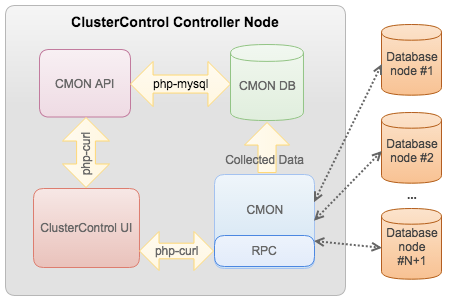 ClusterControl Controller Node
CMON API
php-mysql
CMON DB
php-curl
Collected Data
ClusterControl UI
php-curl
CMON
RPC
Database
node #1
Database
node #2
...
Database
node
#N+1